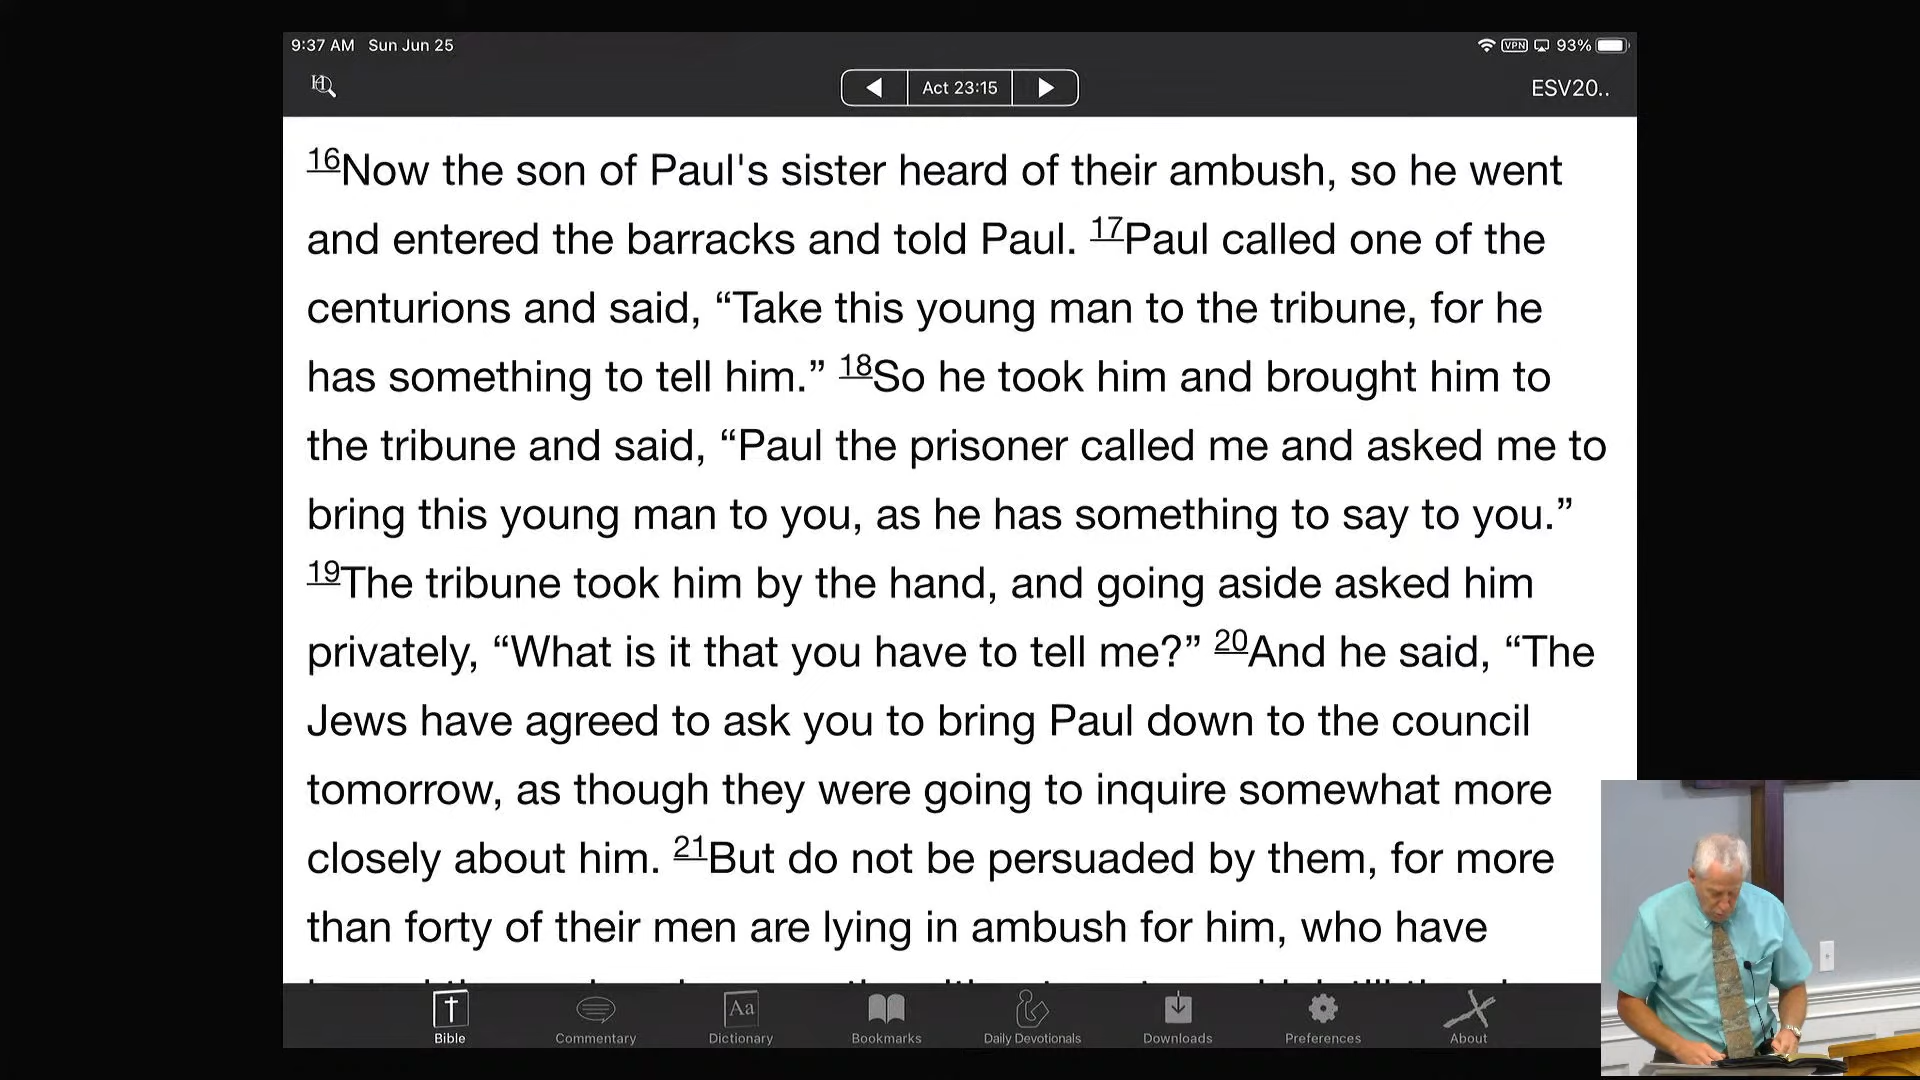 9:37 AM Sun Jun 25
VPN 93%
Act 23:15
ESV20..
16Now the son of Paul's sister heard of their ambush, so he went
and entered the barracks and told Paul. 17Paul called one of the
centurions and said, “Take this young man to the tribune, for he
has something to tell him.” 18So he took him and brought him to
the tribune and said, “Paul the prisoner called me and asked me to
bring this young man to you, as he has something to say to you.”
19The tribune took him by the hand, and going aside asked him
privately, “What is it that you have to tell me?” 20And he said, “The
Jews have agreed to ask you to bring Paul down to the council
tomorrow, as though they were going to inquire somewhat more
closely about him. 21But do not be persuaded by them, for more
than forty of their men are lying in ambush for him, who have
Aa
Bible Commentary Dictionary Bookmarks Daily Devotionals Downloads Preferences About